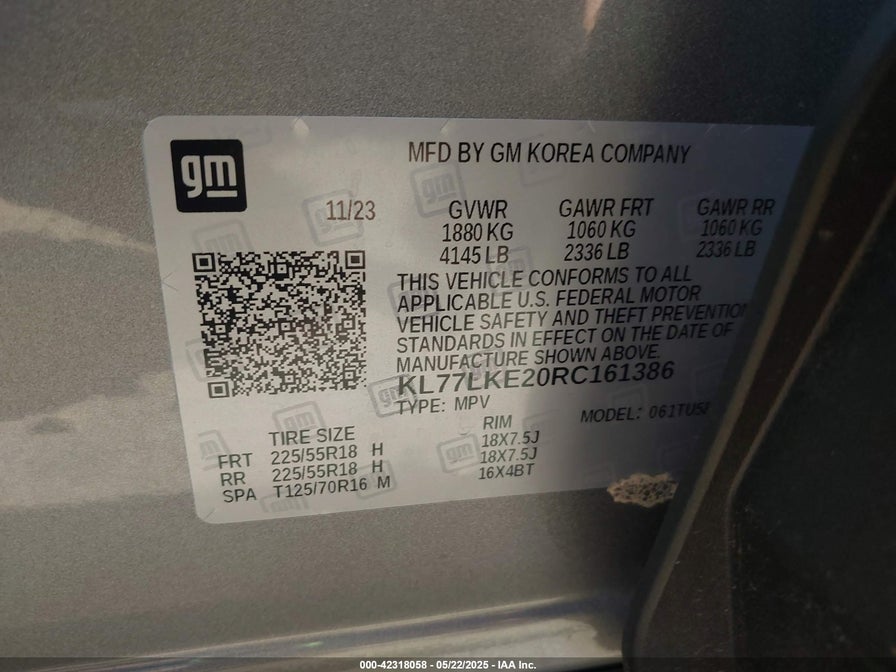 gm
MFD BY GM KOREA COMPANY
11/23
GVWR GAWR FRT GAWR RR
1880 KG 1060 KG 1060 KG
4145 LB 2336 LB 2336 LB
THIS VEHICLE CONFORMS TO ALL
APPLICABLE U.S. FEDERAL MOTOR
VEHICLE SAFETY AND THEFT PREVENTION
STANDARDS IN EFFECT ON THE DATE OF
MANUFACTURE SHOWN ABOVE.
KL77LKE20RC161386
TYPE: MPV MODEL: 061TU58
TIRE SIZE RIM
FRT 225/55R18 H 18X7.5J
RR 225/55R18 H 18X7.5J
SPA T125/70R16 M 16X4BT
000-42318058 - 05/22/2025 - IAA Inc.